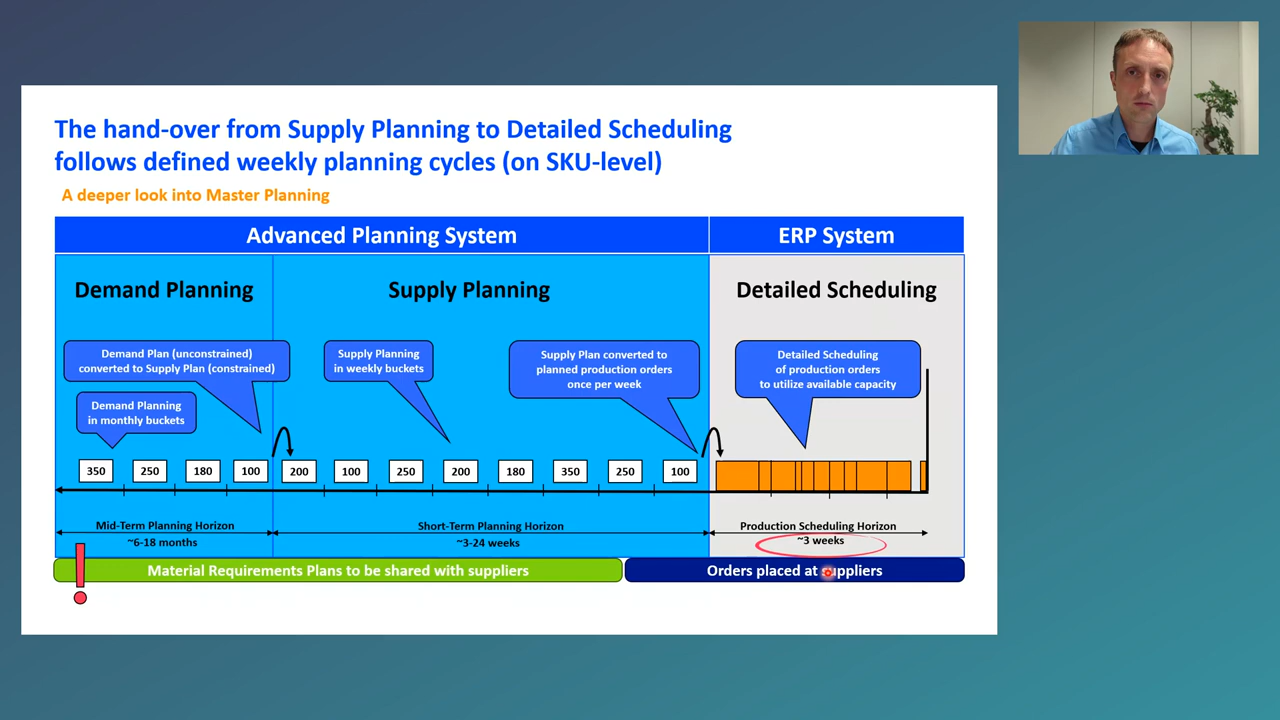 The hand-over from Supply Planning to Detailed Scheduling
follows defined weekly planning cycles (on SKU-level)
A deeper look into Master Planning
Advanced Planning System
ERP System
Demand Planning
Supply Planning
Detailed Scheduling
Demand Plan (unconstrained)
converted to Supply Plan (constrained)
Demand Planning
in monthly buckets
Supply Planning
in weekly buckets
Supply Plan converted to
planned production orders
once per week
Detailed Scheduling
of production orders
to utilize available capacity
350 250 180 100 200 100 250 200 180 350 250 100
Mid-Term Planning Horizon
~6-18 months
Short-Term Planning Horizon
~3-24 weeks
Production Scheduling Horizon
~3 weeks
!
Material Requirements Plans to be shared with suppliers
Orders placed at suppliers